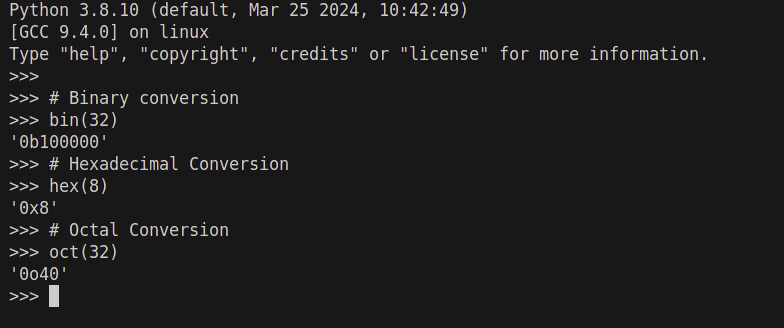 Python 3.8.10 (default, Mar 25 2024, 10:42:49)
[GCC 9.4.0] on linux
Type "help", "copyright", "credits" or "license" for more information.
>>>
>>> # Binary conversion
>>> bin(32)
'0b100000'
>>> # Hexadecimal Conversion
>>> hex(8)
'0x8'
>>> # Octal Conversion
>>> oct(32)
'0o40'
>>>